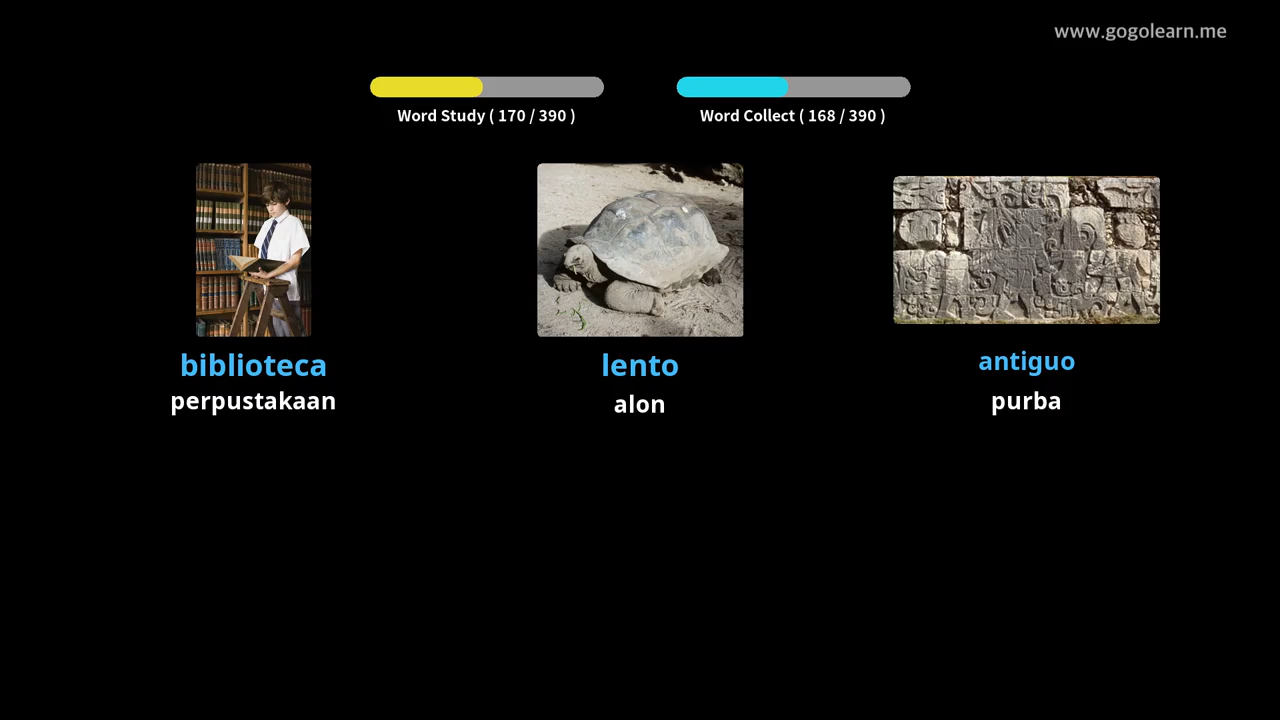 www.gogolearn.me
Word Study ( 170 / 390 )
Word Collect ( 168 / 390 )
biblioteca
perpustakaan
lento
alon
antiguo
purba